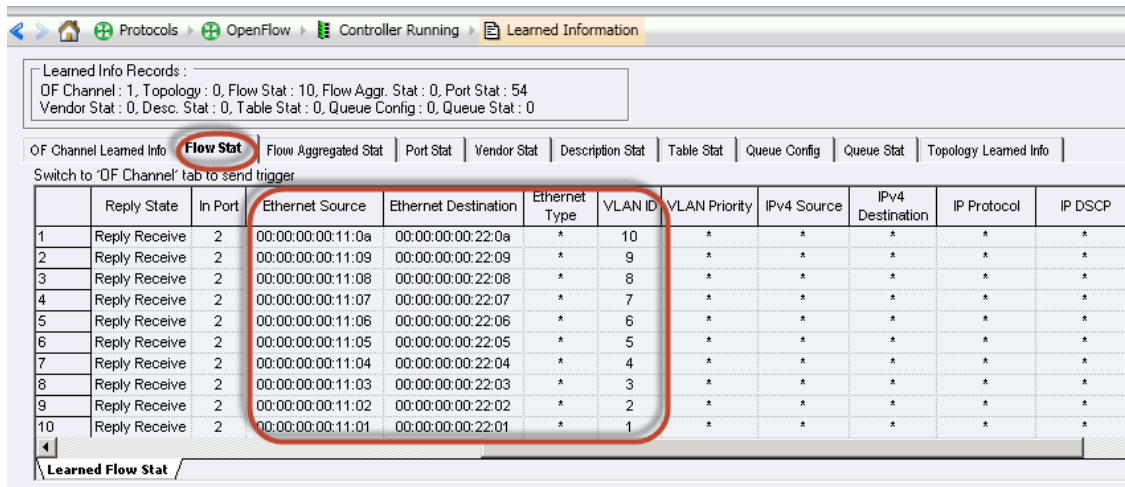 Protocols OpenFlow Controller Running Learned Information
Learned Info Records :
OF Channel : 1, Topology : 0, Flow Stat : 10, Flow Aggr. Stat : 0, Port Stat : 54
Vendor Stat : 0, Desc. Stat : 0, Table Stat : 0, Queue Config : 0, Queue Stat : 0
OF Channel Learned Info Flow Stat Flow Aggregated Stat Port Stat Vendor Stat Description Stat Table Stat Queue Config Queue Stat Topology Learned Info
Switch to 'OF Channel' tab to send trigger
Reply State In Port Ethernet Source Ethernet Destination Ethernet Type VLAN ID VLAN Priority IPv4 Source IPv4 Destination IP Protocol IP DSCP
1 Reply Receive 2 00:00:00:00:11:0a 00:00:00:00:22:0a * 10 * * * * *
2 Reply Receive 2 00:00:00:00:11:09 00:00:00:00:22:09 * 9 * * * * *
3 Reply Receive 2 00:00:00:00:11:08 00:00:00:00:22:08 * 8 * * * * *
4 Reply Receive 2 00:00:00:00:11:07 00:00:00:00:22:07 * 7 * * * * *
5 Reply Receive 2 00:00:00:00:11:06 00:00:00:00:22:06 * 6 * * * * *
6 Reply Receive 2 00:00:00:00:11:05 00:00:00:00:22:05 * 5 * * * * *
7 Reply Receive 2 00:00:00:00:11:04 00:00:00:00:22:04 * 4 * * * * *
8 Reply Receive 2 00:00:00:00:11:03 00:00:00:00:22:03 * 3 * * * * *
9 Reply Receive 2 00:00:00:00:11:02 00:00:00:00:22:02 * 2 * * * * *
10 Reply Receive 2 00:00:00:00:11:01 00:00:00:00:22:01 * 1 * * * * *
Learned Flow Stat